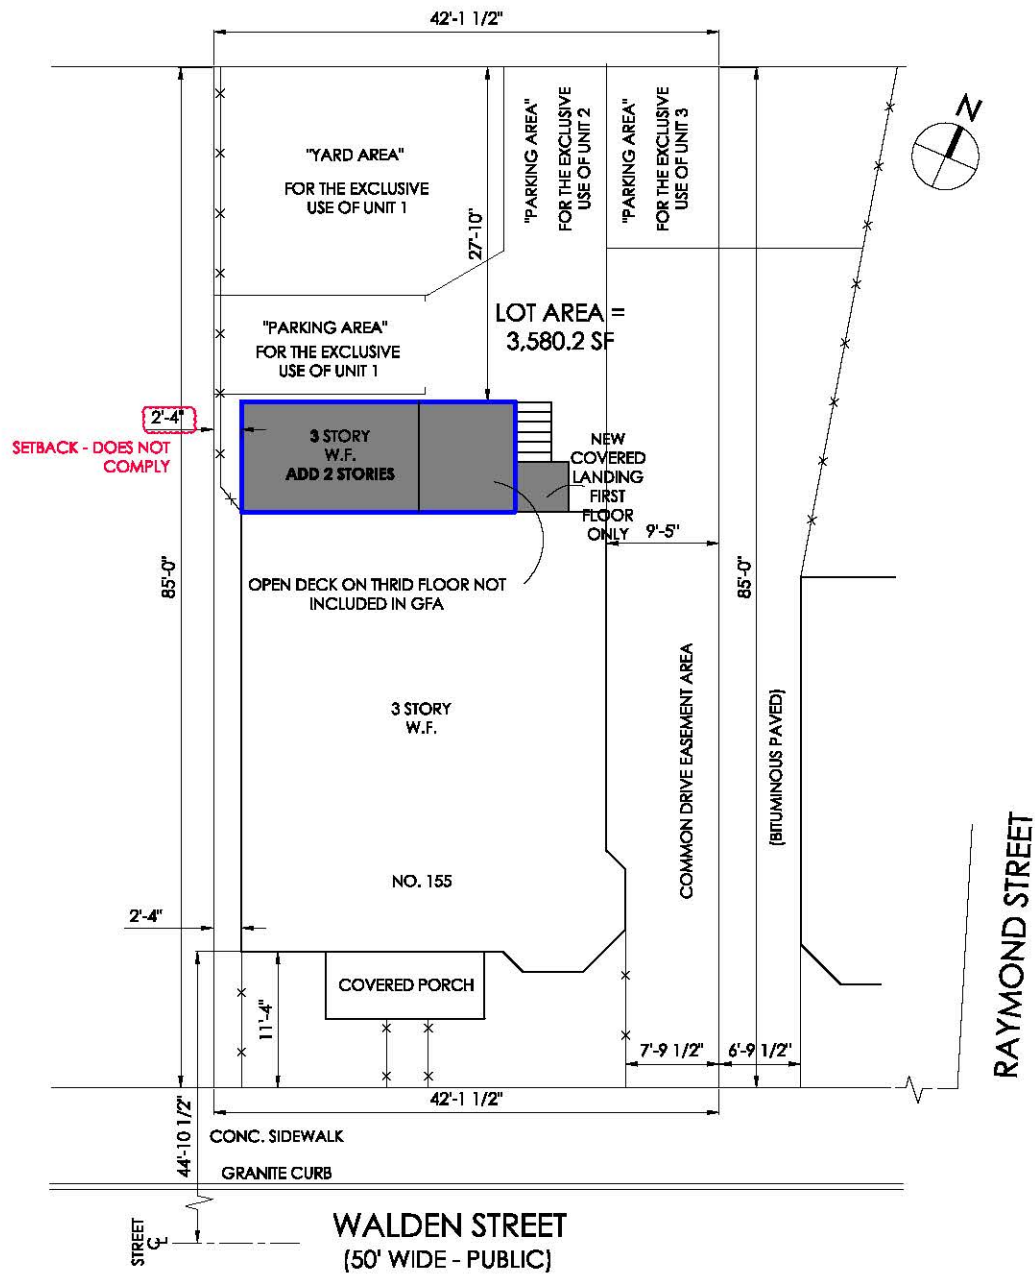 42'-1 1/2"
N
"YARD AREA"
FOR THE EXCLUSIVE
USE OF UNIT 1
"PARKING AREA"
FOR THE EXCLUSIVE
USE OF UNIT 2
"PARKING AREA"
FOR THE EXCLUSIVE
USE OF UNIT 3
27'-10"
LOT AREA =
3,580.2 SF
"PARKING AREA"
FOR THE EXCLUSIVE
USE OF UNIT 1
2'-4"
SETBACK - DOES NOT
COMPLY
3 STORY
W.F.
ADD 2 STORIES
NEW
COVERED
LANDING
FIRST
FLOOR
ONLY
9'-5"
85'-0"
85'-0"
OPEN DECK ON THRID FLOOR NOT
INCLUDED IN GFA
3 STORY
W.F.
COMMON DRIVE EASEMENT AREA
(BITUMINOUS PAVED)
NO. 155
RAYMOND STREET
2'-4"
COVERED PORCH
11'-4"
7'-9 1/2"
6'-9 1/2"
42'-1 1/2"
44'-10 1/2"
CONC. SIDEWALK
GRANITE CURB
STREET
CL
WALDEN STREET
(50' WIDE - PUBLIC)